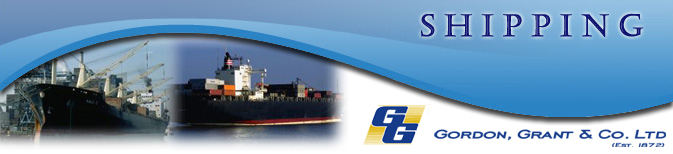 SHIPPING
GG
GORDON, GRANT & CO. LTD
(EST. 1872)